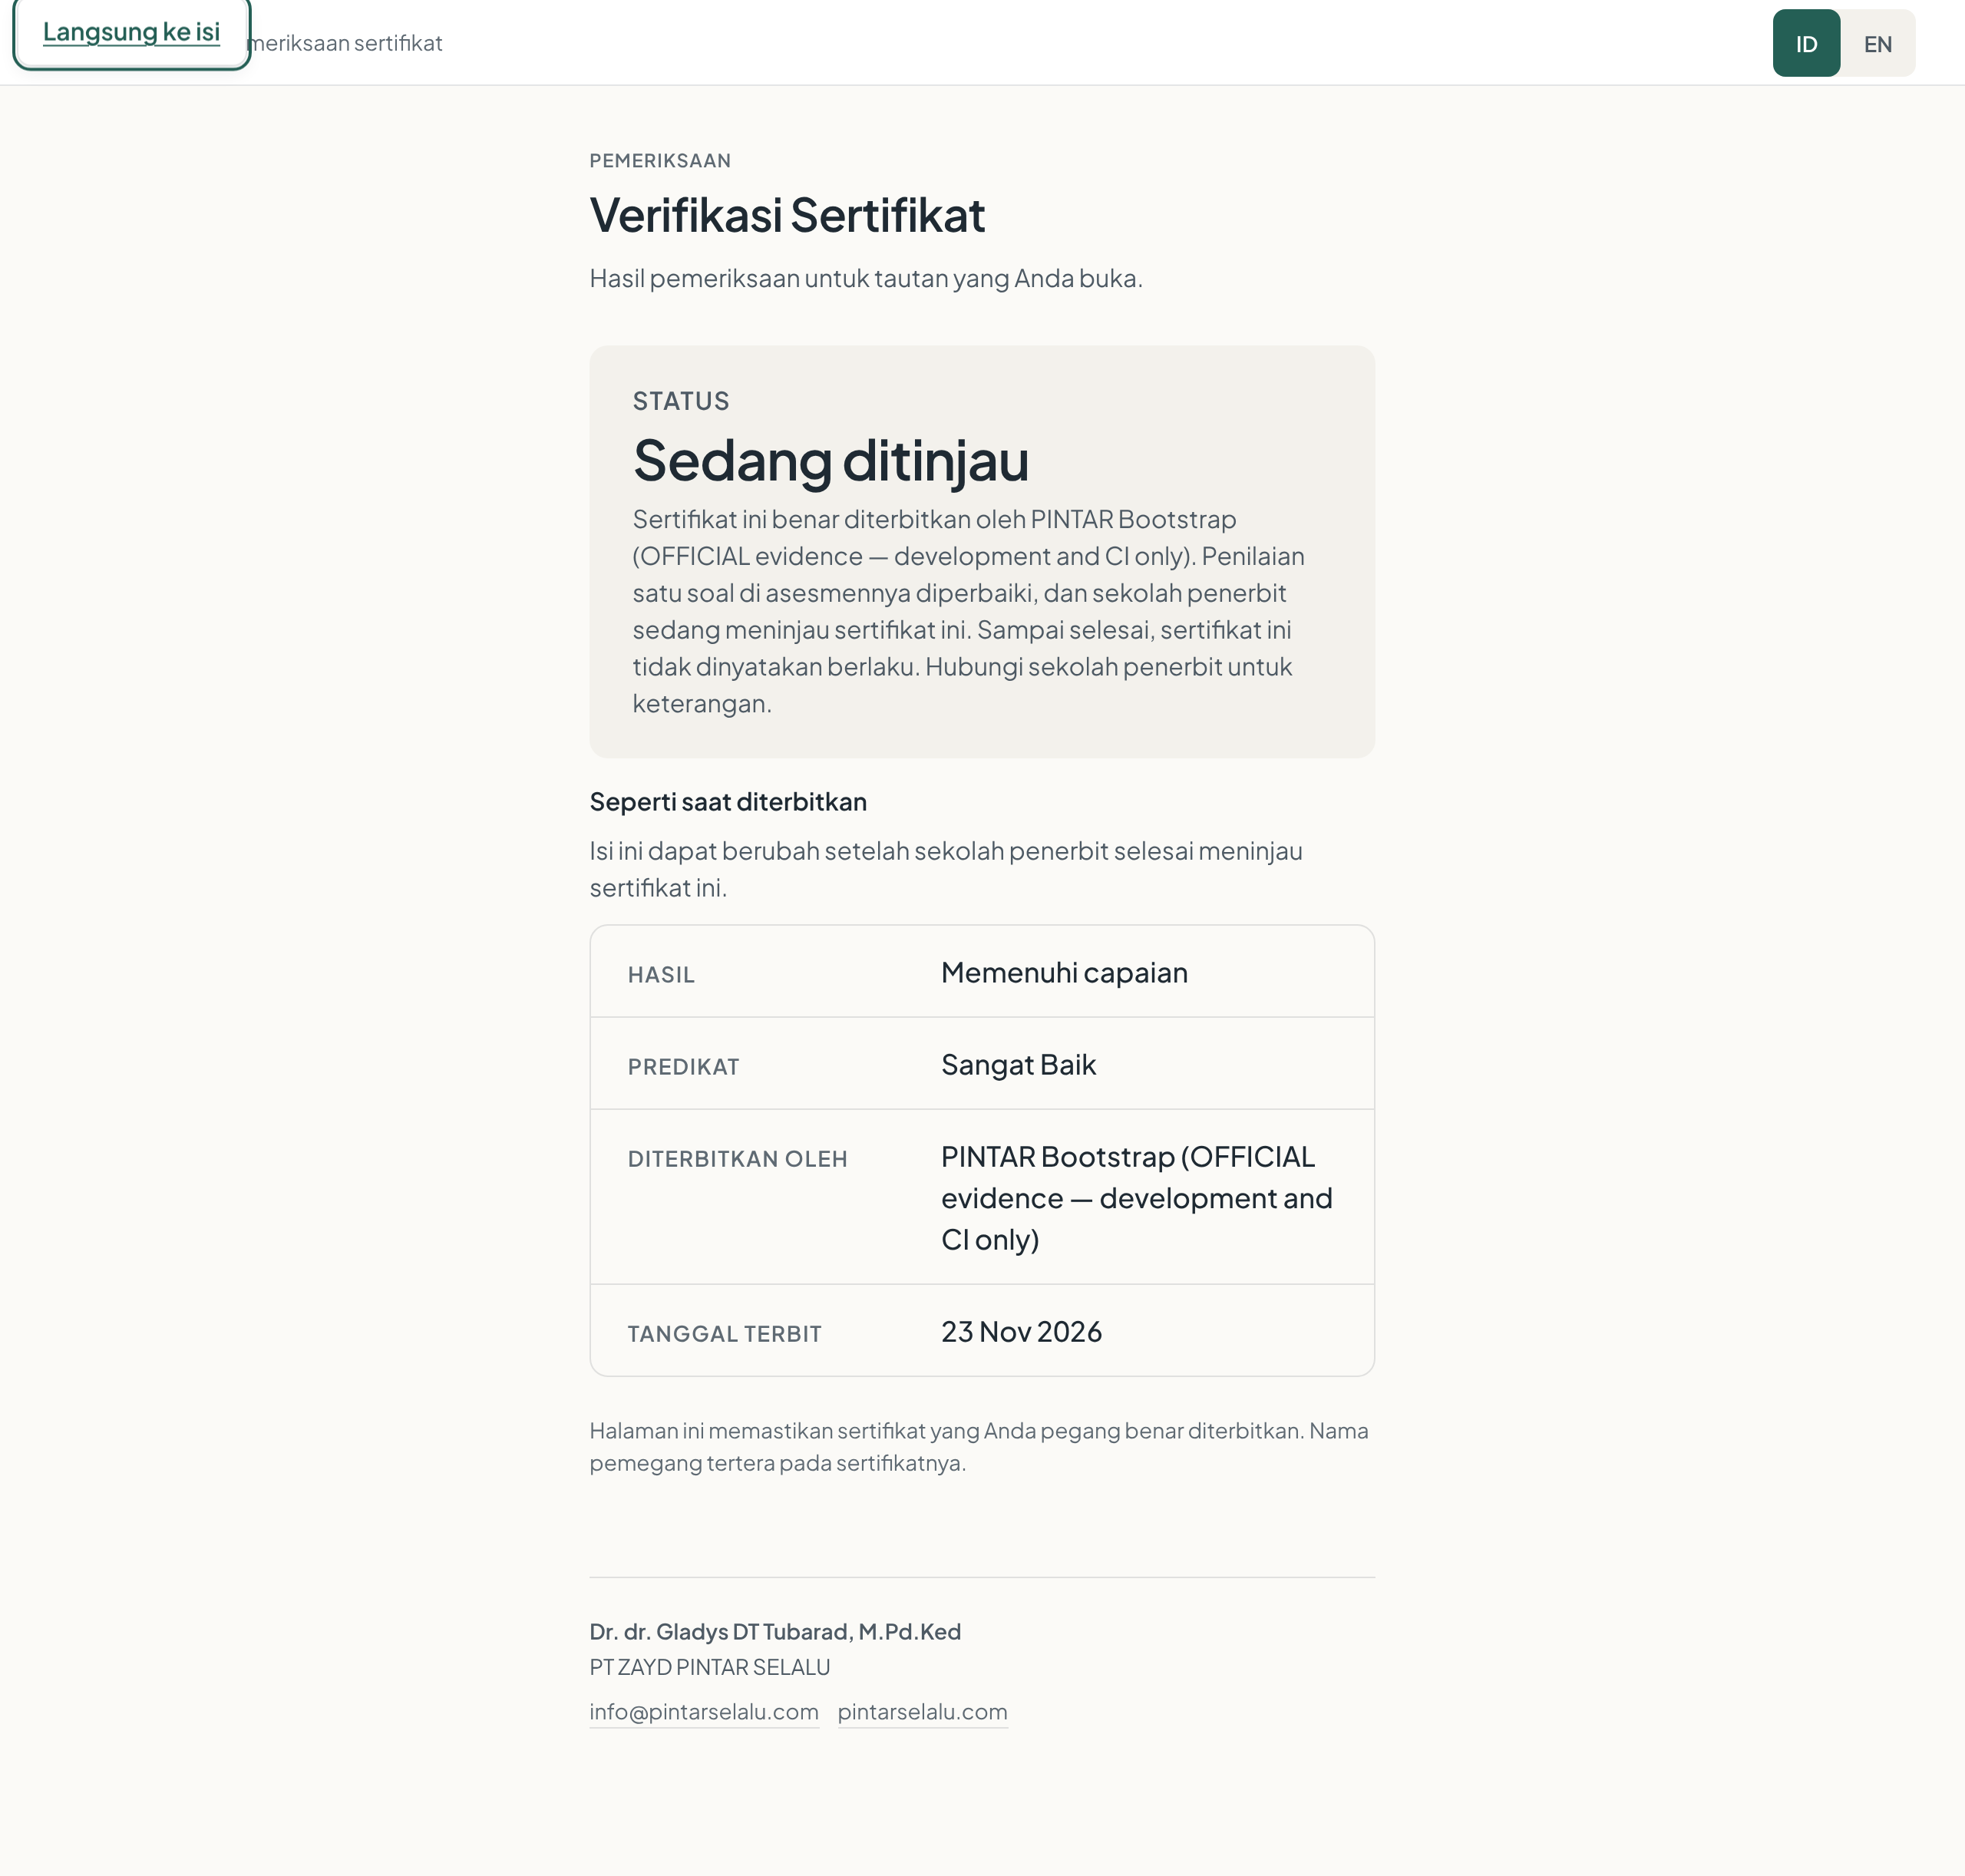 Langsung ke isi
meriksaan sertifikat
ID
EN
PEMERIKSAAN
Verifikasi Sertifikat
Hasil pemeriksaan untuk tautan yang Anda buka.
STATUS
Sedang ditinjau
Sertifikat ini benar diterbitkan oleh PINTAR Bootstrap
(OFFICIAL evidence — development and CI only). Penilaian
satu soal di asesmennya diperbaiki, dan sekolah penerbit
sedang meninjau sertifikat ini. Sampai selesai, sertifikat ini
tidak dinyatakan berlaku. Hubungi sekolah penerbit untuk
keterangan.
Seperti saat diterbitkan
Isi ini dapat berubah setelah sekolah penerbit selesai meninjau
sertifikat ini.
HASIL
Memenuhi capaian
PREDIKAT
Sangat Baik
DITERBITKAN OLEH
PINTAR Bootstrap (OFFICIAL
evidence — development and
CI only)
TANGGAL TERBIT
23 Nov 2026
Halaman ini memastikan sertifikat yang Anda pegang benar diterbitkan. Nama
pemegang tertera pada sertifikatnya.
Dr. dr. Gladys DT Tubarad, M.Pd.Ked
PT ZAYD PINTAR SELALU
info@pintarselalu.com pintarselalu.com